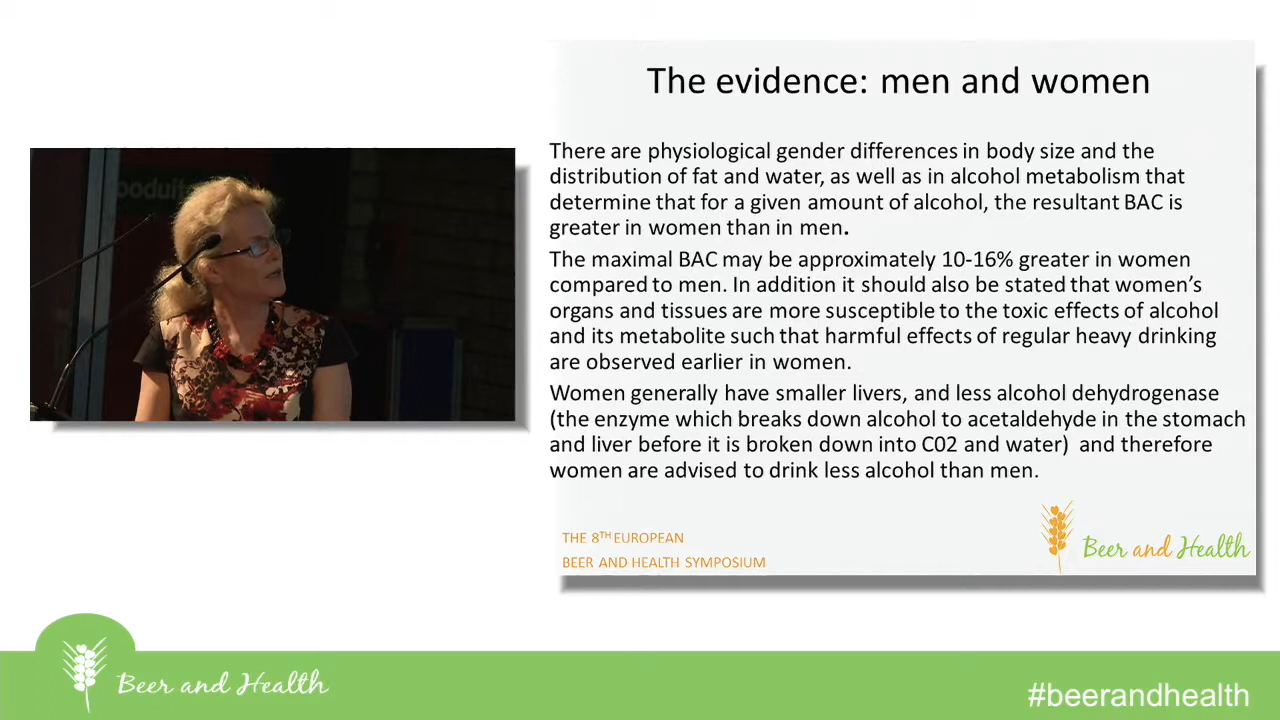 The evidence: men and women
There are physiological gender differences in body size and the
distribution of fat and water, as well as in alcohol metabolism that
determine that for a given amount of alcohol, the resultant BAC is
greater in women than in men.
The maximal BAC may be approximately 10-16% greater in women
compared to men. In addition it should also be stated that women's
organs and tissues are more susceptible to the toxic effects of alcohol
and its metabolite such that harmful effects of regular heavy drinking
are observed earlier in women.
Women generally have smaller livers, and less alcohol dehydrogenase
(the enzyme which breaks down alcohol to acetaldehyde in the stomach
and liver before it is broken down into C02 and water)  and therefore
women are advised to drink less alcohol than men.
THE 8TH EUROPEAN
BEER AND HEALTH SYMPOSIUM
Beer and Health
Beer and Health
#beerandhealth